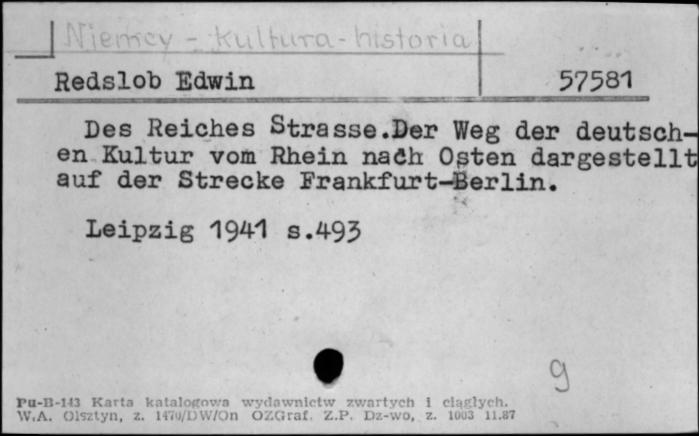 Niemcy - kultura - historia
Redslob Edwin 57581
Des Reiches Strasse.Der Weg der deutsch-
en Kultur vom Rhein nach Osten dargestellt
auf der Strecke Frankfurt-Berlin.
Leipzig 1941 s.493
g
Pu-B-143 Karta katalogowa wydawnictw zwartych i ciągłych.
W.A. Olsztyn, z. 1470/DW/On OZGraf. Z.P. Dz-wo, z. 1003 11.87